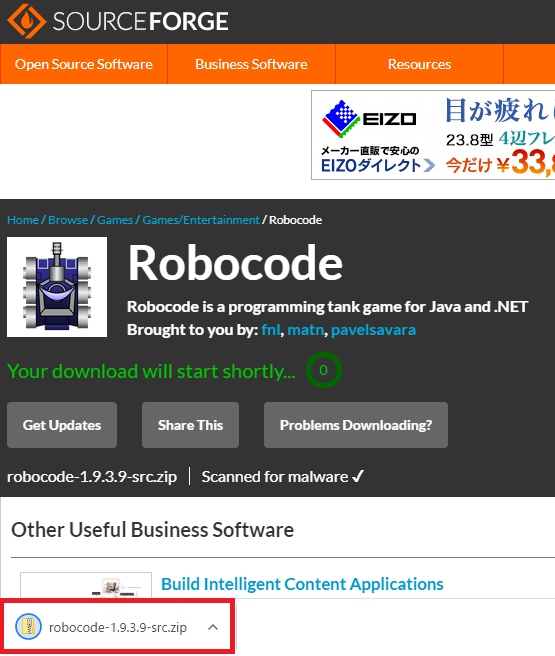 SOURCEFORGE
Open Source Software
Business Software
Resources
EIZO
メーカー直販で安心の
EIZOダイレクト
目が疲れ
23.8型 4辺フレ
今だけ ¥33,8
Home / Browse / Games / Games/Entertainment / Robocode
Robocode
Robocode is a programming tank game for Java and .NET
Brought to you by: fnl, matn, pavelsavara
Your download will start shortly... 0
Get Updates
Share This
Problems Downloading?
robocode-1.9.3.9-src.zip
Scanned for malware ✓
Other Useful Business Software
Build Intelligent Content Applications
robocode-1.9.3.9-src.zip